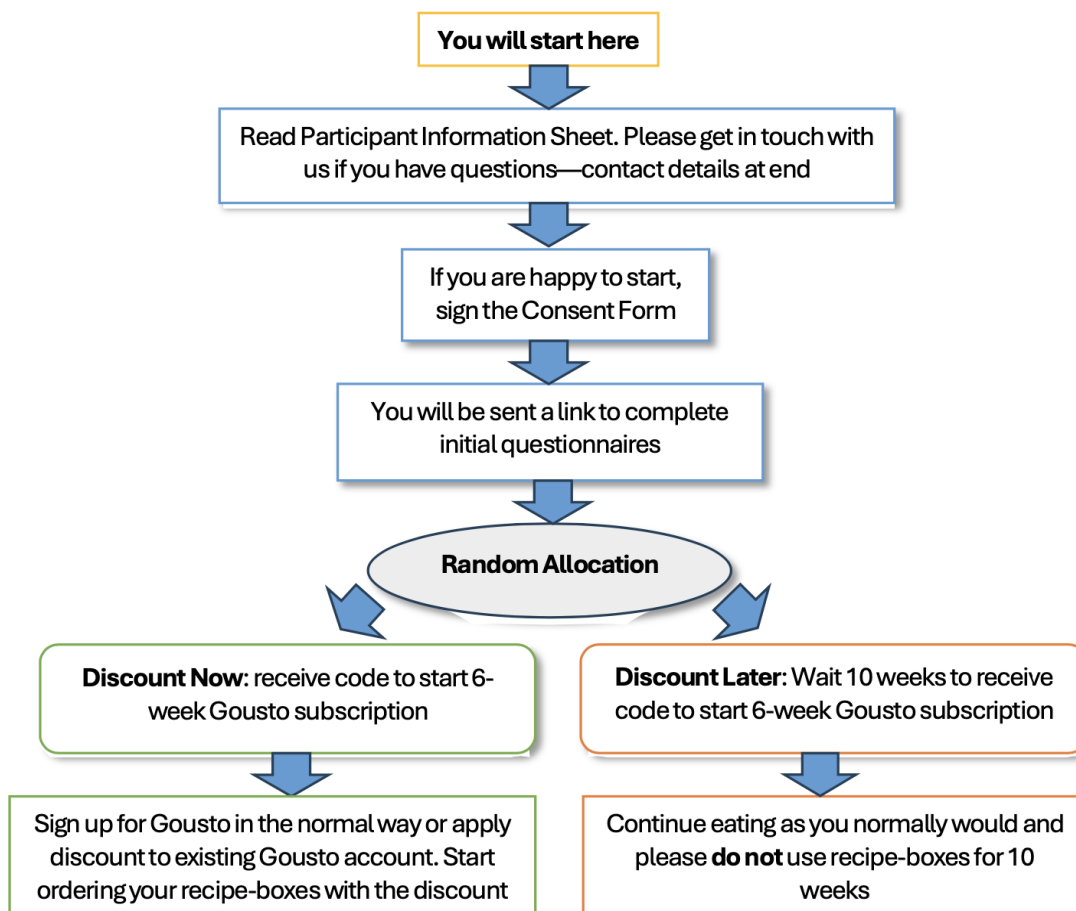 You will start here
Read Participant Information Sheet. Please get in touch with
us if you have questions—contact details at end
If you are happy to start,
sign the Consent Form
You will be sent a link to complete
initial questionnaires
Random Allocation
Discount Now: receive code to start 6-
week Gousto subscription
Discount Later: Wait 10 weeks to receive
code to start 6-week Gousto subscription
Sign up for Gousto in the normal way or apply
discount to existing Gousto account. Start
ordering your recipe-boxes with the discount
Continue eating as you normally would and
please do not use recipe-boxes for 10
weeks